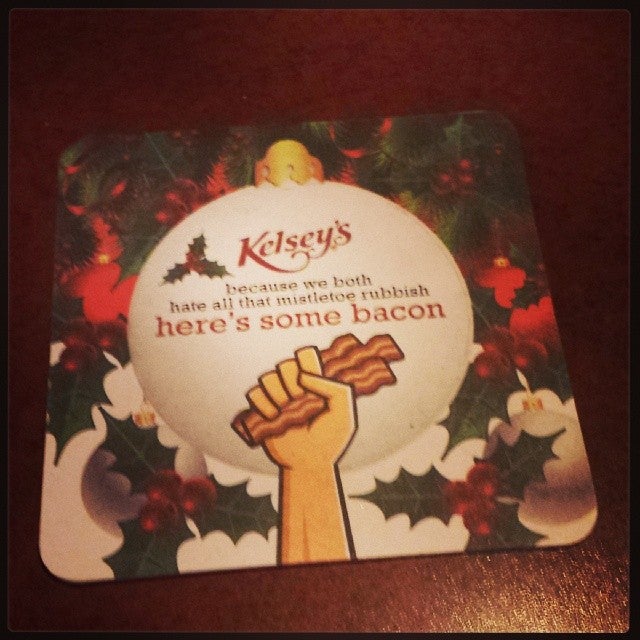 Kelsey's
because we both
hate all that mistletoe rubbish
here's some bacon